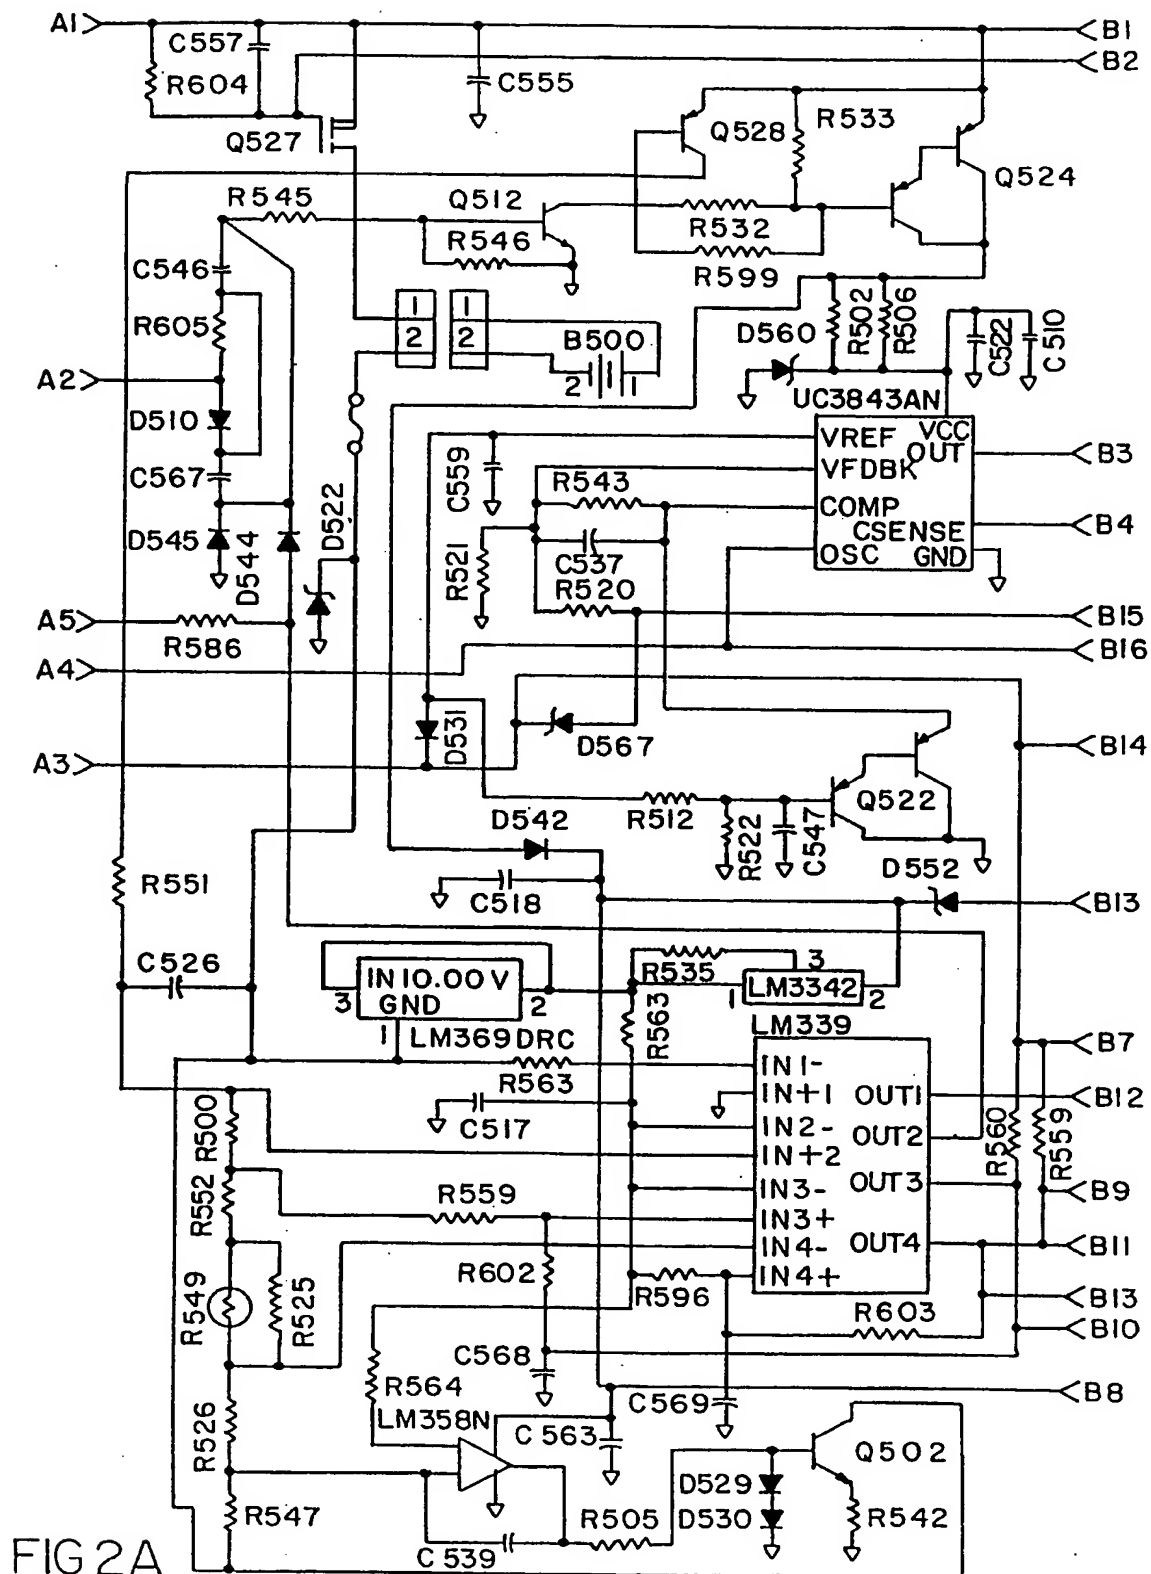 A1
C557
R604
C555
B1
B2
Q527
Q528
R533
Q524
R545
Q512
R546
R532
R599
C546
R605
A2
1
2
1
2
B500
2
1
D560
R502
R506
C522
C510
UC3843AN
D510
C567
D545
D544
D522
C559
R521
R543
C537
R520
VREF
VCC
OUT
VFDBK
COMP
CSENSE
OSC
GND
B3
B4
A5
R586
A4
B15
B16
D531
D567
A3
B14
Q522
R512
R522
C547
D542
D552
R551
C518
B13
C526
IN 10.00V
GND
3
2
1
LM369DRC
R535
3
1
LM3342
2
R563
LM339
R563
IN1-
IN+1
OUT1
IN2-
OUT2
IN+2
IN3-
OUT3
IN3+
IN4-
OUT4
IN4+
B7
B12
R560
R559
B9
B11
B13
B10
C517
R500
R552
R559
R602
R549
R525
R596
R603
C568
R564
C569
B8
LM358N
C563
R526
Q502
D529
R547
R505
D530
R542
C539
FIG 2A